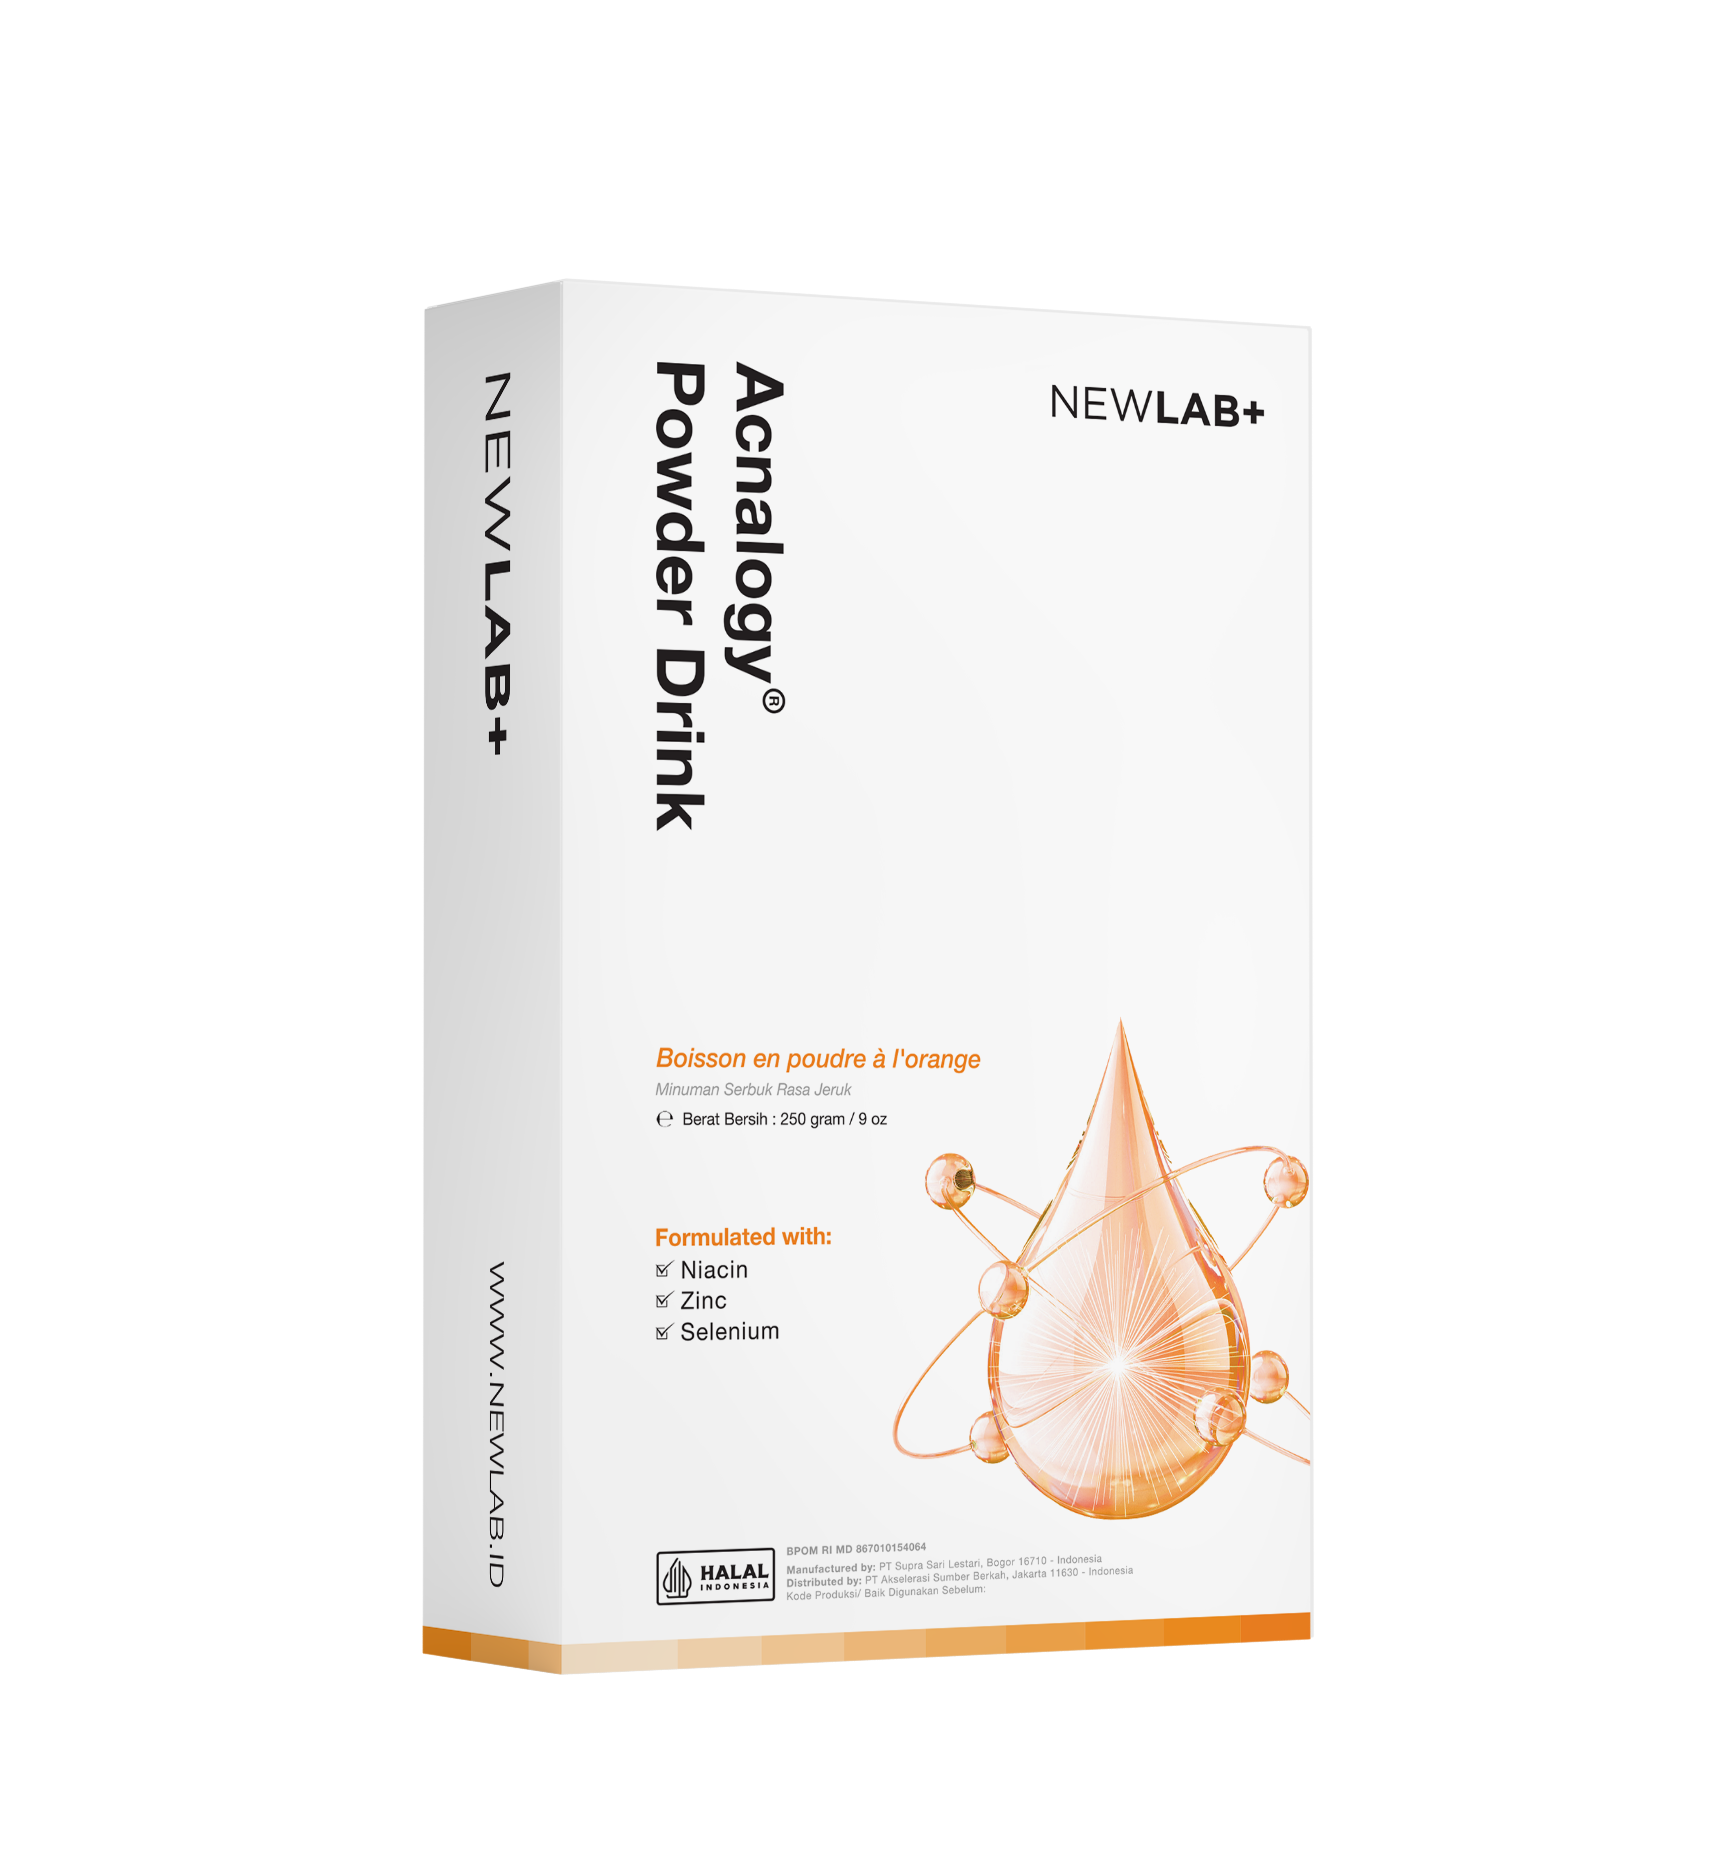 NEWLAB+
WWW.NEWLAB.ID
Acnalogy®
Powder Drink
NEWLAB+
Boisson en poudre à l'orange
Minuman Serbuk Rasa Jeruk
℮ Berat Bersih : 250 gram / 9 oz
Formulated with:
Niacin
Zinc
Selenium
HALAL
INDONESIA
BPOM RI MD 867010154064
Manufactured by: PT Supra Sari Lestari, Bogor 16710 - Indonesia
Distributed by: PT Akselerasi Sumber Berkah, Jakarta 11630 - Indonesia
Kode Produksi/ Baik Digunakan Sebelum: